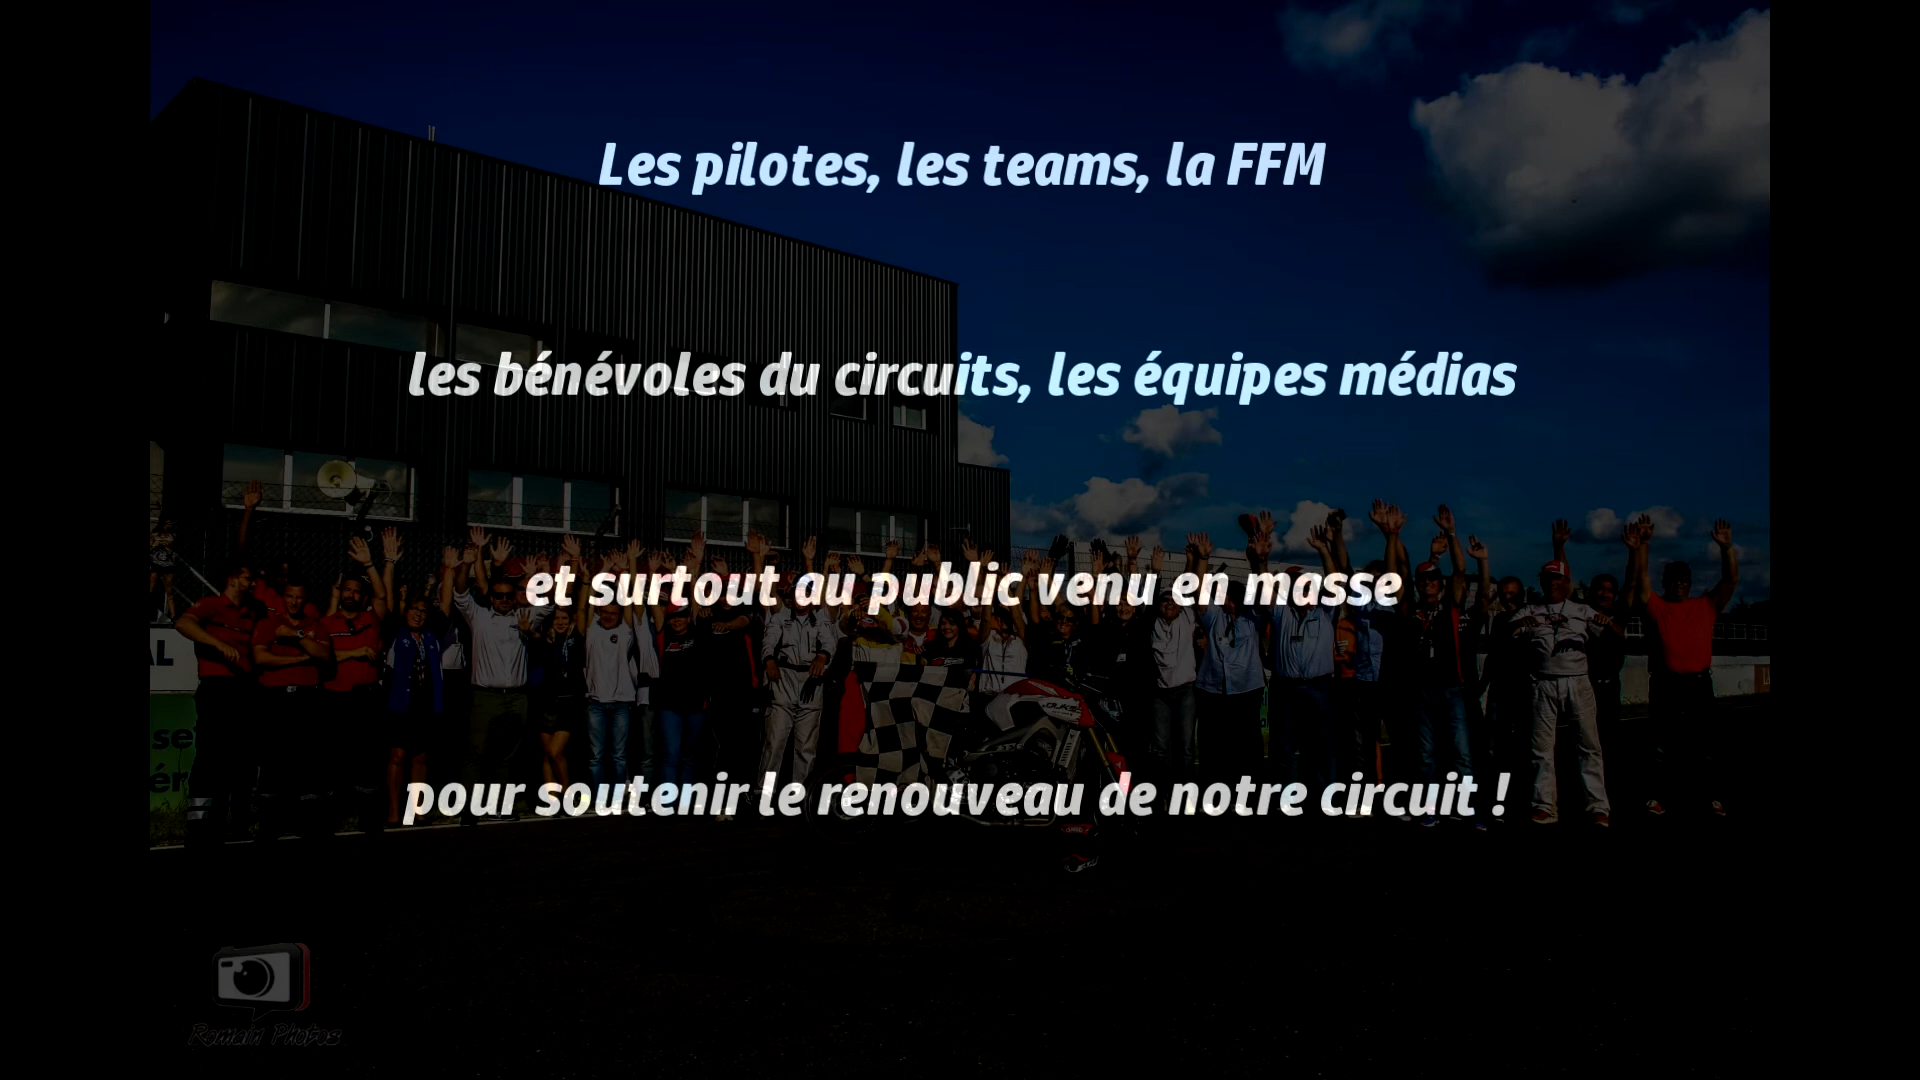 Les pilotes, les teams, la FFM
les bénévoles du circuits, les équipes médias
et surtout au public venu en masse
pour soutenir le renouveau de notre circuit !
DUKE
Romain Photos